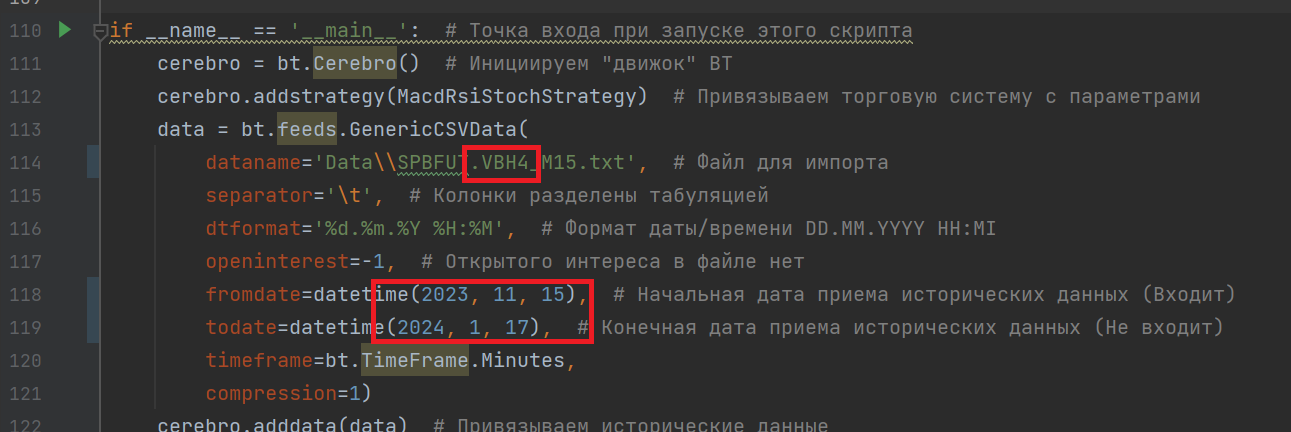 110 if __name__ == '__main__':  # Точка входа при запуске этого скрипта
111 cerebro = bt.Cerebro()  # Инициируем "движок" BT
112 cerebro.addstrategy(MacdRsiStochStrategy)  # Привязываем торговую систему с параметрами
113 data = bt.feeds.GenericCSVData(
114 dataname='Data\\SPBFUT.VBH4_M15.txt',  # Файл для импорта
115 separator='\t',  # Колонки разделены табуляцией
116 dtformat='%d.%m.%Y %H:%M',  # Формат даты/времени DD.MM.YYYY HH:MI
117 openinterest=-1,  # Открытого интереса в файле нет
118 fromdate=datetime(2023, 11, 15),  # Начальная дата приема исторических данных (Входит)
119 todate=datetime(2024, 1, 17),  # Конечная дата приема исторических данных (Не входит)
120 timeframe=bt.TimeFrame.Minutes,
121 compression=1)
122 cerebro.adddata(data)  # Привязываем исторические данные